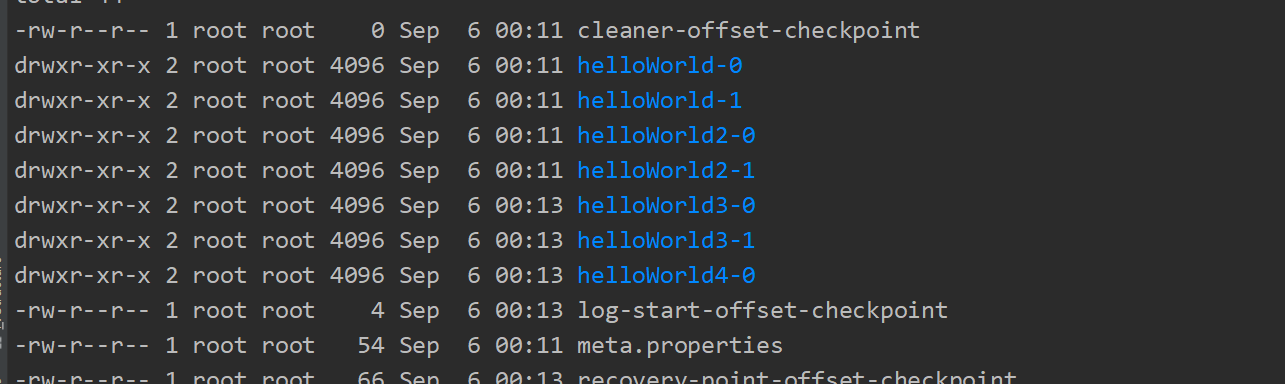 -rw-r--r-- 1 root root    0 Sep  6 00:11 cleaner-offset-checkpoint
drwxr-xr-x 2 root root 4096 Sep  6 00:11 helloWorld-0
drwxr-xr-x 2 root root 4096 Sep  6 00:11 helloWorld-1
drwxr-xr-x 2 root root 4096 Sep  6 00:11 helloWorld2-0
drwxr-xr-x 2 root root 4096 Sep  6 00:11 helloWorld2-1
drwxr-xr-x 2 root root 4096 Sep  6 00:13 helloWorld3-0
drwxr-xr-x 2 root root 4096 Sep  6 00:13 helloWorld3-1
drwxr-xr-x 2 root root 4096 Sep  6 00:13 helloWorld4-0
-rw-r--r-- 1 root root    4 Sep  6 00:13 log-start-offset-checkpoint
-rw-r--r-- 1 root root   54 Sep  6 00:11 meta.properties
-rw-r--r-- 1 root root   66 Sep  6 00:13 recovery-point-offset-checkpoint